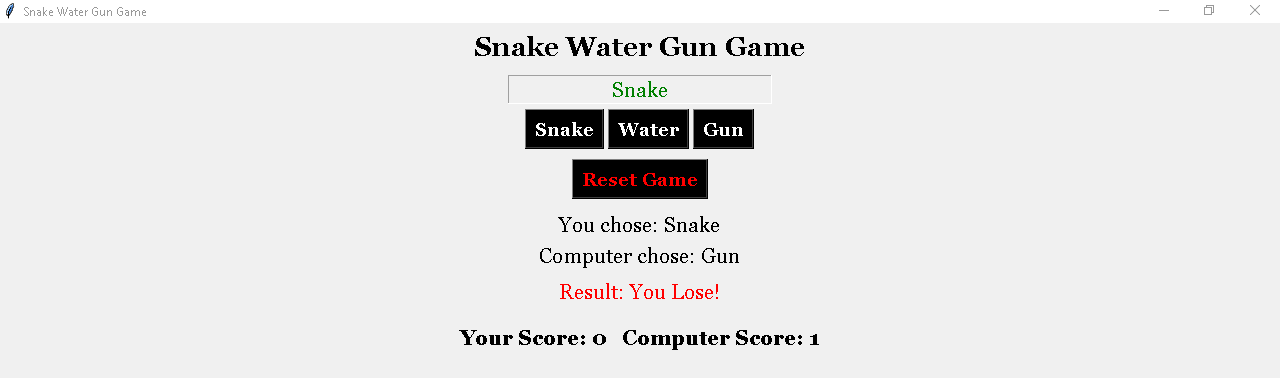 Snake Water Gun Game
Snake Water Gun Game
Snake
Snake Water Gun
Reset Game
You chose: Snake
Computer chose: Gun
Result: You Lose!
Your Score: 0 Computer Score: 1